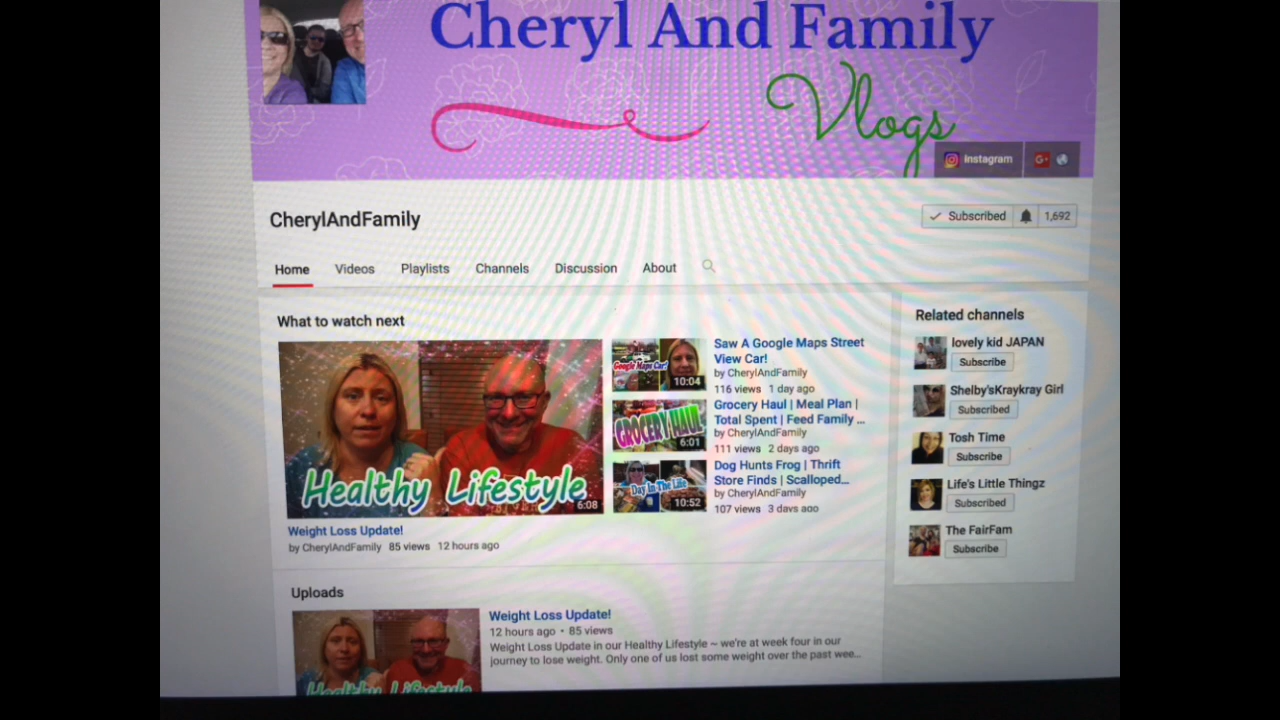 Cheryl And Family
Vlogs
Instagram
G+
CherylAndFamily
Subscribed 1,692
Home Videos Playlists Channels Discussion About
What to watch next
Healthy Lifestyle
6:08
Weight Loss Update!
by CherylAndFamily 85 views 12 hours ago
Google Maps Car!
10:04
Saw A Google Maps Street
View Car!
by CherylAndFamily
116 views 1 day ago
GROCERY HAUL
6:01
Grocery Haul | Meal Plan |
Total Spent | Feed Family ...
by CherylAndFamily
111 views 2 days ago
Day In The Life
10:52
Dog Hunts Frog | Thrift
Store Finds | Scalloped...
by CherylAndFamily
107 views 3 days ago
Related channels
lovely kid JAPAN
Subscribe
Shelby'sKraykray Girl
Subscribed
Tosh Time
Subscribe
Life's Little Thingz
Subscribed
The FairFam
Subscribe
Uploads
Healthy Lifestyle
Weight Loss Update!
12 hours ago • 85 views
Weight Loss Update in our Healthy Lifestyle ~ we're at week four in our
journey to lose weight. Only one of us lost some weight over the past wee...